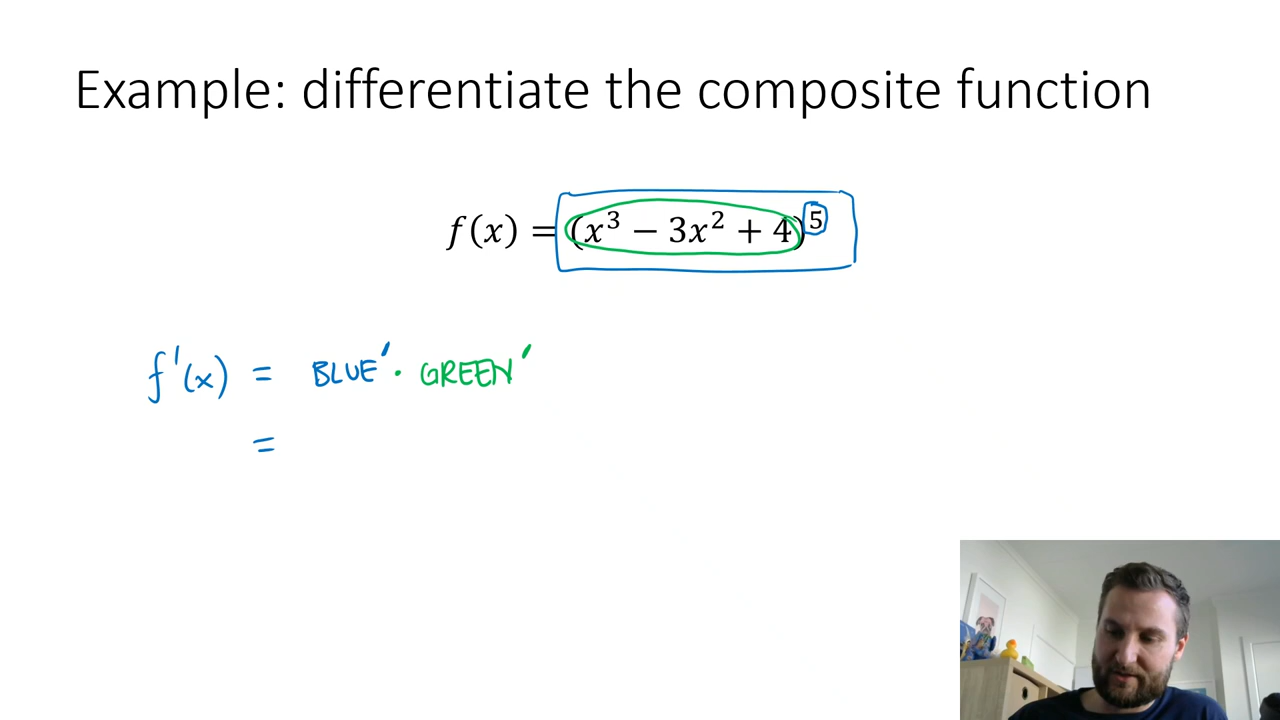 Example: differentiate the composite function
f(x) = (x³ − 3x² + 4)⁵
f'(x) = BLUE' · GREEN'
=